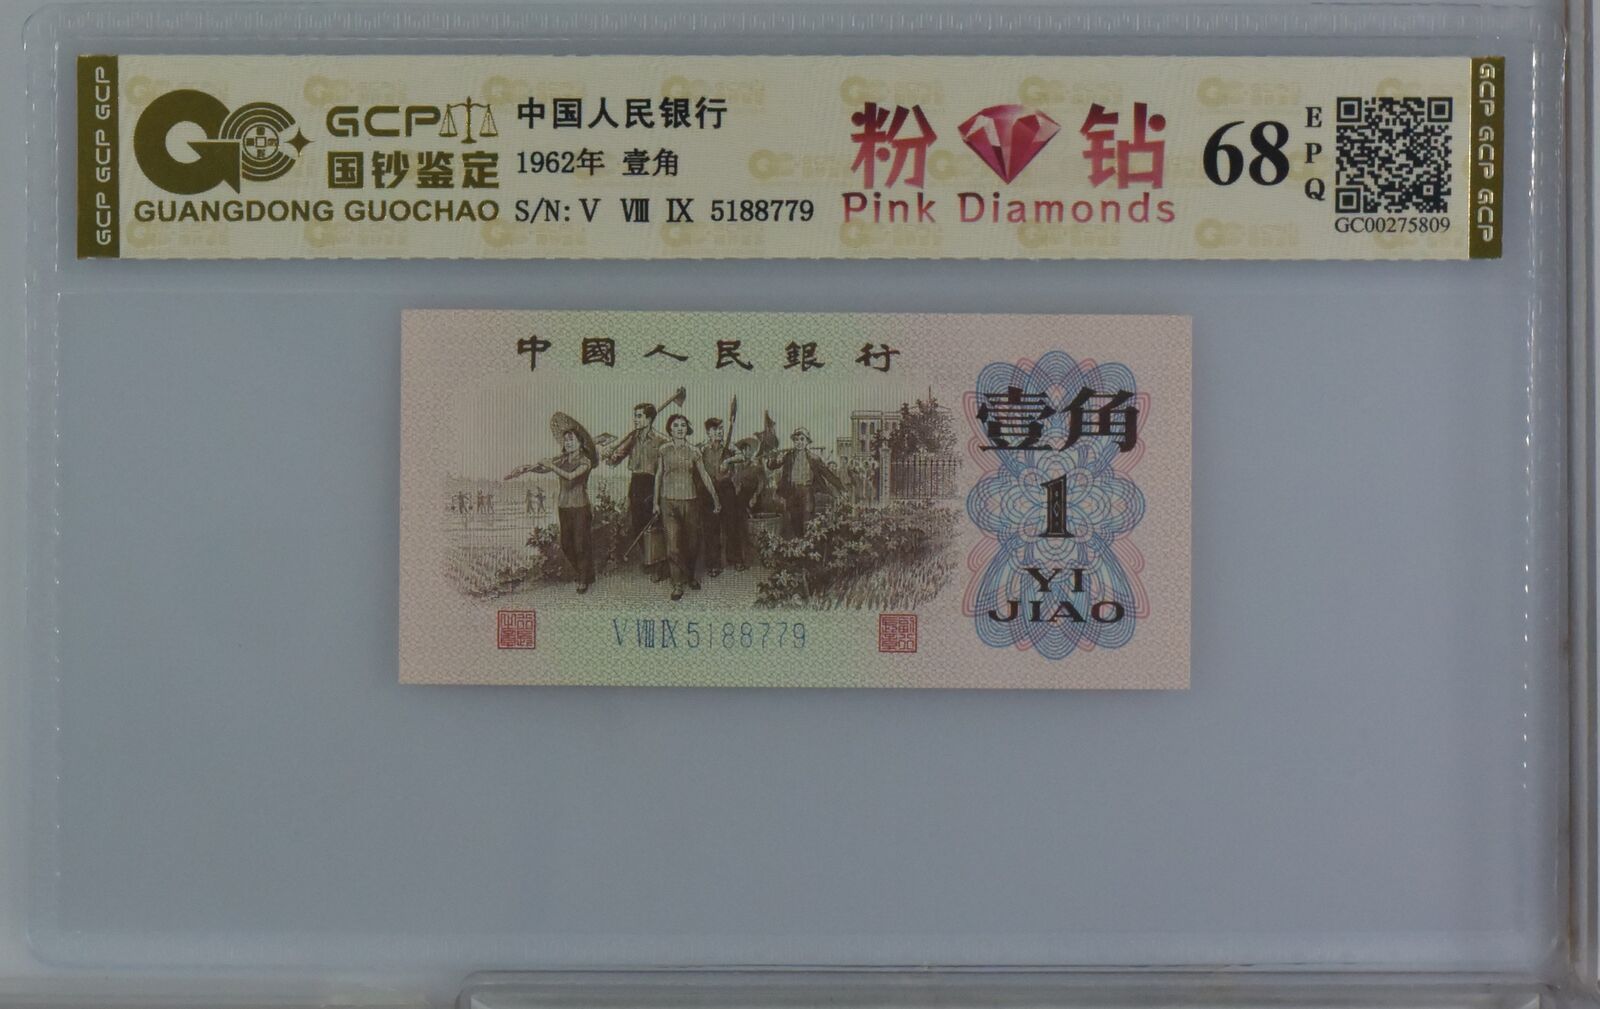 GCP GCP GCP
GCP
国钞鉴定
GUANGDONG GUOCHAO
中国人民银行
1962年 壹角
S/N: V Ⅷ Ⅸ 5188779
粉钻
Pink Diamonds
68
EPQ
GC00275809
GCP GCP GCP
中國人民銀行
壹角
1
YI
JIAO
V Ⅷ Ⅸ 5188779